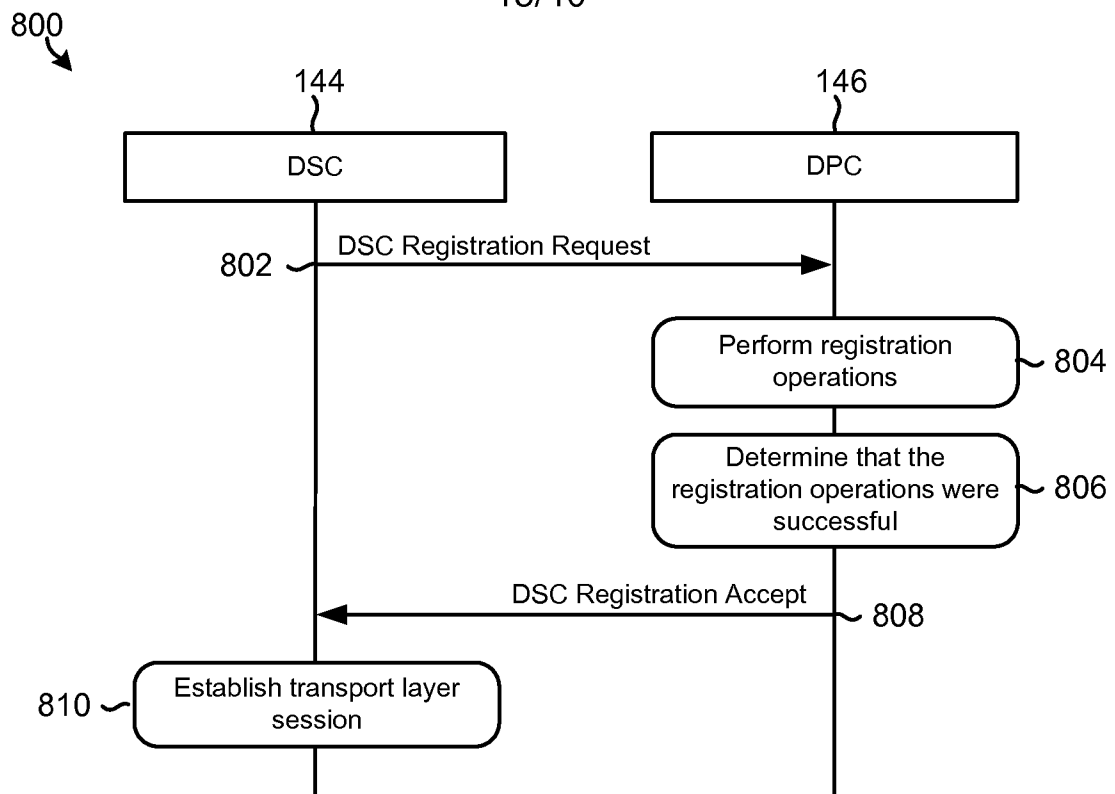 800
144
146
DSC
DPC
DSC Registration Request
802
Perform registration
operations
804
Determine that the
registration operations were
successful
806
DSC Registration Accept
808
Establish transport layer
session
810